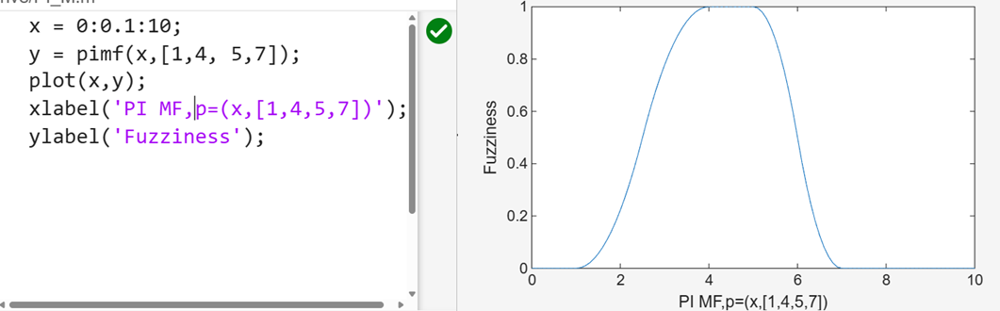 x = 0:0.1:10;
y = pimf(x,[1,4, 5,7]);
plot(x,y);
xlabel('PI MF,p=(x,[1,4,5,7])');
ylabel('Fuzziness');
1
0.8
0.6
0.4
0.2
0
Fuzziness
0 2 4 6 8 10
PI MF,p=(x,[1,4,5,7])